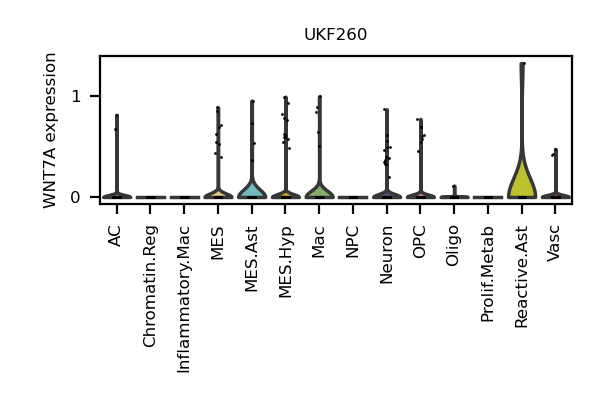 UKF260
WNT7A expression
1
0
AC
Chromatin.Reg
Inflammatory.Mac
MES
MES.Ast
MES.Hyp
Mac
NPC
Neuron
OPC
Oligo
Prolif.Metab
Reactive.Ast
Vasc